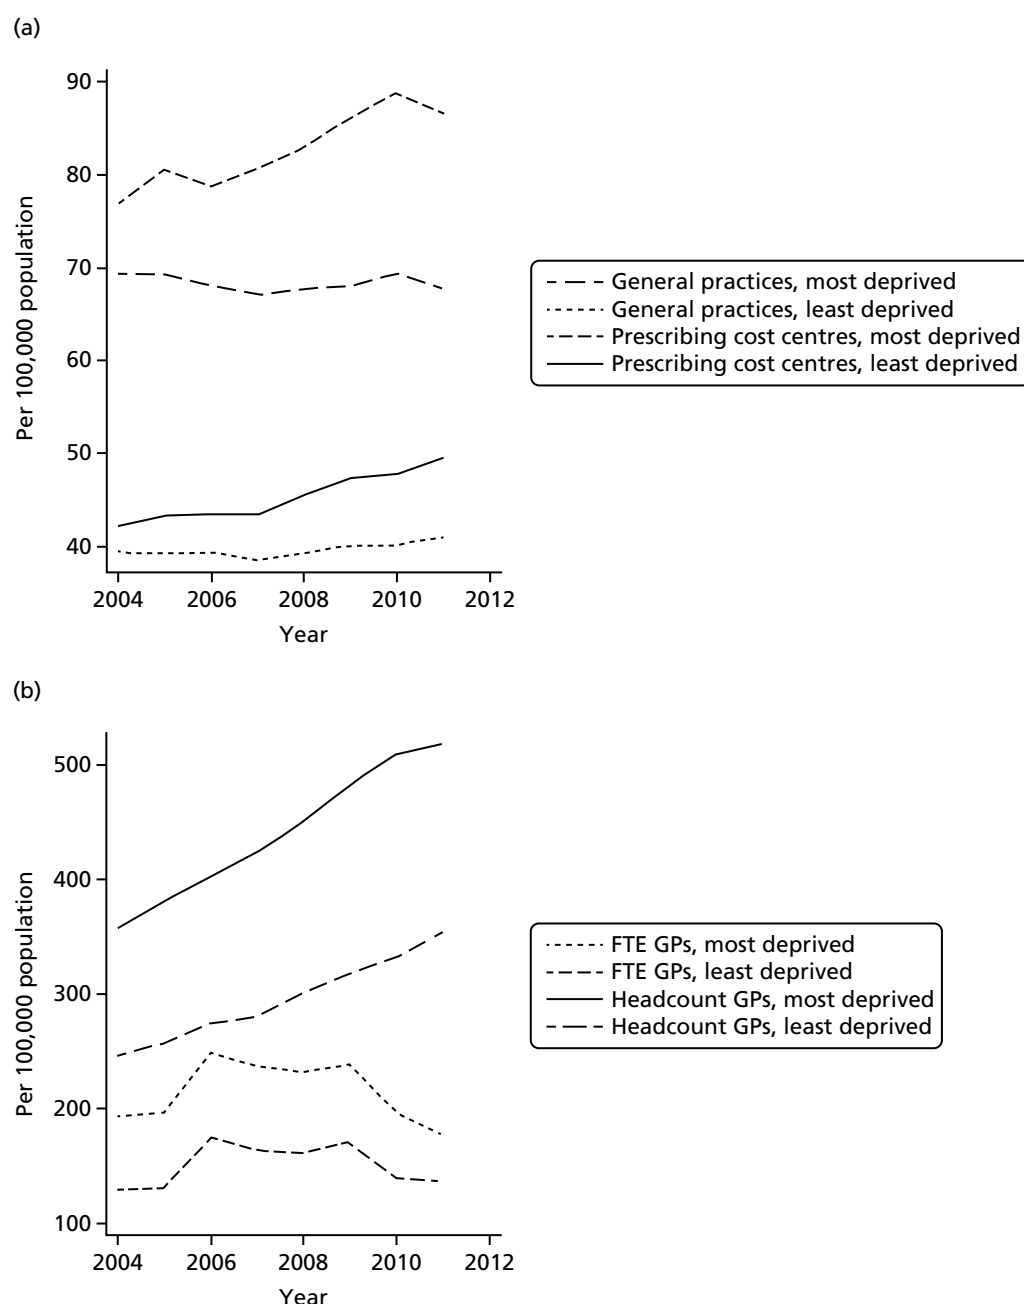 (a)
90
80
70
60
50
40
Per 100,000 population
2004 2006 2008 2010 2012
Year
General practices, most deprived
General practices, least deprived
Prescribing cost centres, most deprived
Prescribing cost centres, least deprived
(b)
500
400
300
200
100
Per 100,000 population
2004 2006 2008 2010 2012
Year
FTE GPs, most deprived
FTE GPs, least deprived
Headcount GPs, most deprived
Headcount GPs, least deprived